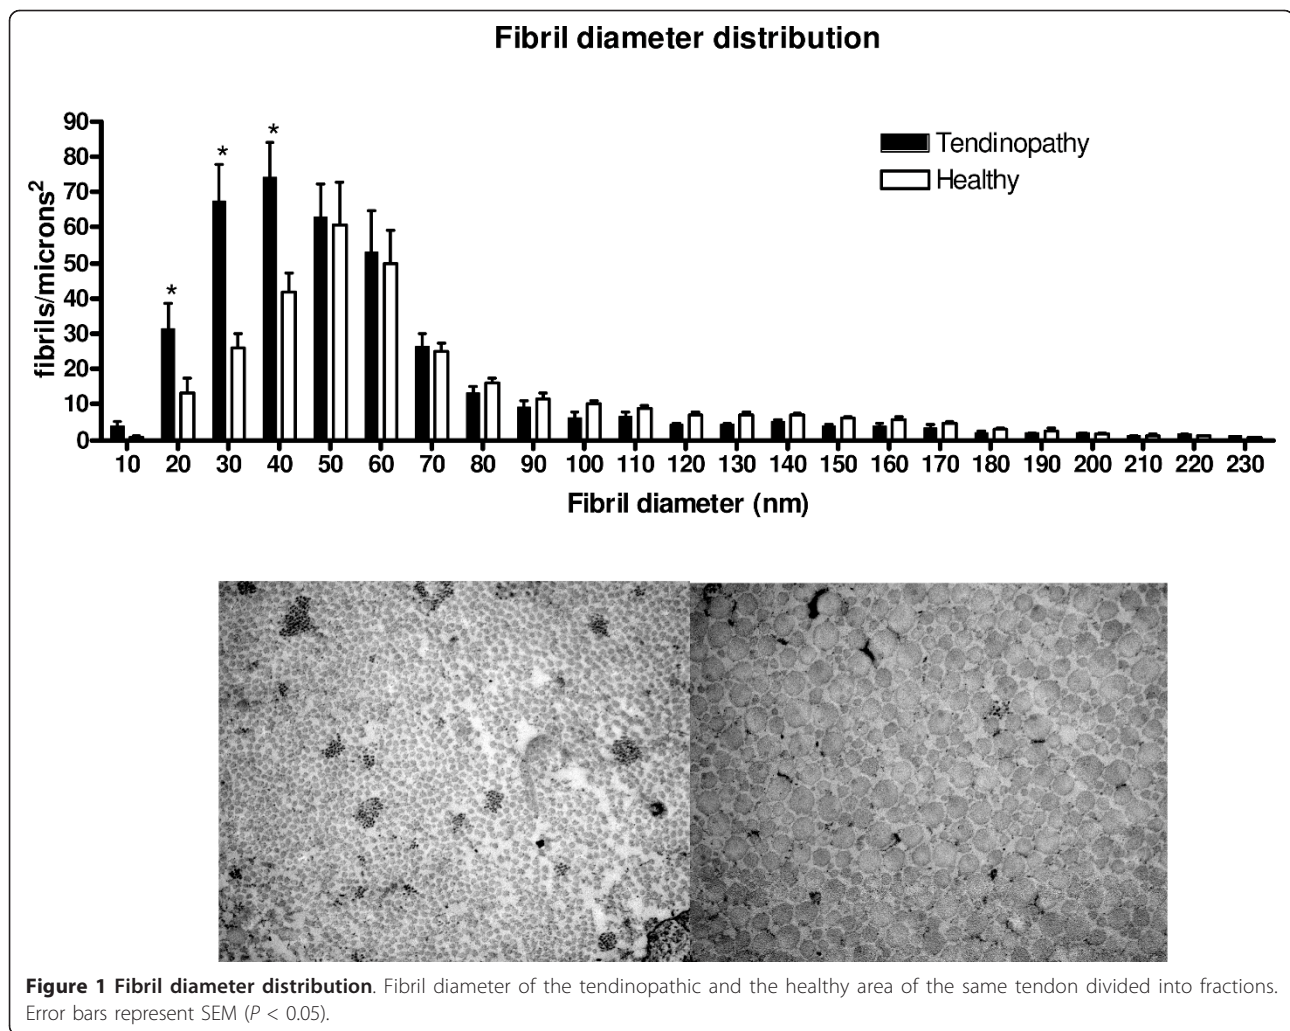 Fibril diameter distribution
90
80
70
60
50
40
30
20
10
0
fibrils/microns²
*
*
*
*
Tendinopathy
Healthy
10 20 30 40 50 60 70 80 90 100 110 120 130 140 150 160 170 180 190 200 210 220 230
Fibril diameter (nm)
Figure 1 Fibril diameter distribution. Fibril diameter of the tendinopathic and the healthy area of the same tendon divided into fractions.
Error bars represent SEM (P < 0.05).